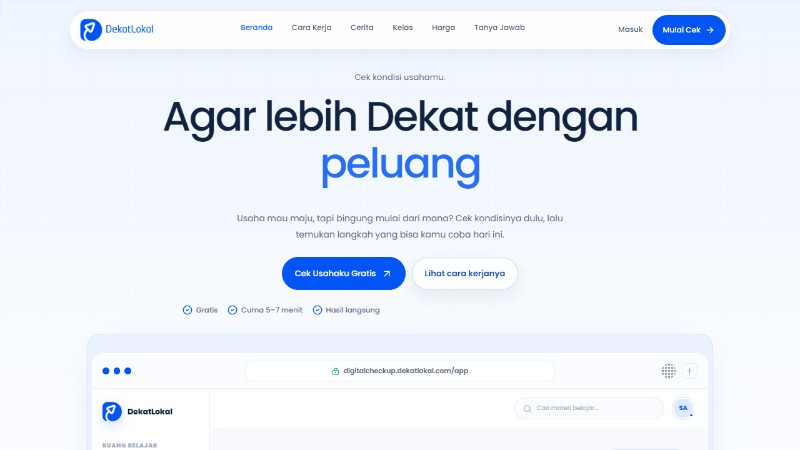 DekatLokal
Beranda
Cara Kerja
Cerita
Kelas
Harga
Tanya Jawab
Masuk
Mulai Cek
Cek kondisi usahamu.
Agar lebih Dekat dengan
peluang
Usaha mau maju, tapi bingung mulai dari mana? Cek kondisinya dulu, lalu
temukan langkah yang bisa kamu coba hari ini.
Cek Usahaku Gratis
Lihat cara kerjanya
Gratis
Cuma 5–7 menit
Hasil langsung
digitalcheckup.dekatlokal.com/app
DekatLokal
Cari materi belajar...
SA
RUANG BELAJAR